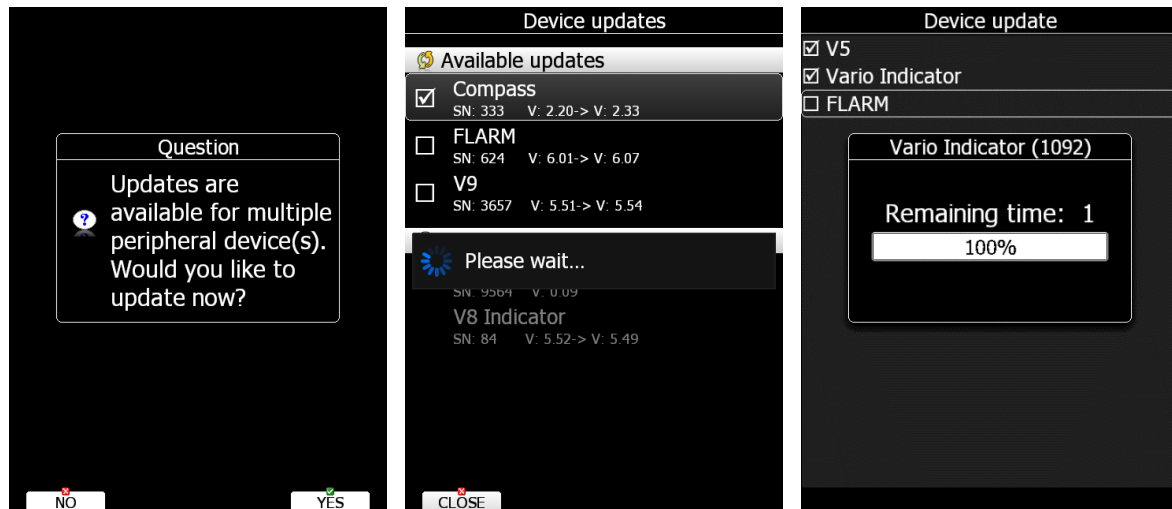 Question
Updates are
available for multiple
peripheral device(s).
Would you like to
update now?
NO
YES
Device updates
Available updates
Compass
SN: 333 V: 2.20-> V: 2.33
FLARM
SN: 624 V: 6.01-> V: 6.07
V9
SN: 3657 V: 5.51-> V: 5.54
Please wait...
SN: 9564 V: 0.09
V8 Indicator
SN: 84 V: 5.52-> V: 5.49
CLOSE
Device update
V5
Vario Indicator
FLARM
Vario Indicator (1092)
Remaining time: 1
100%